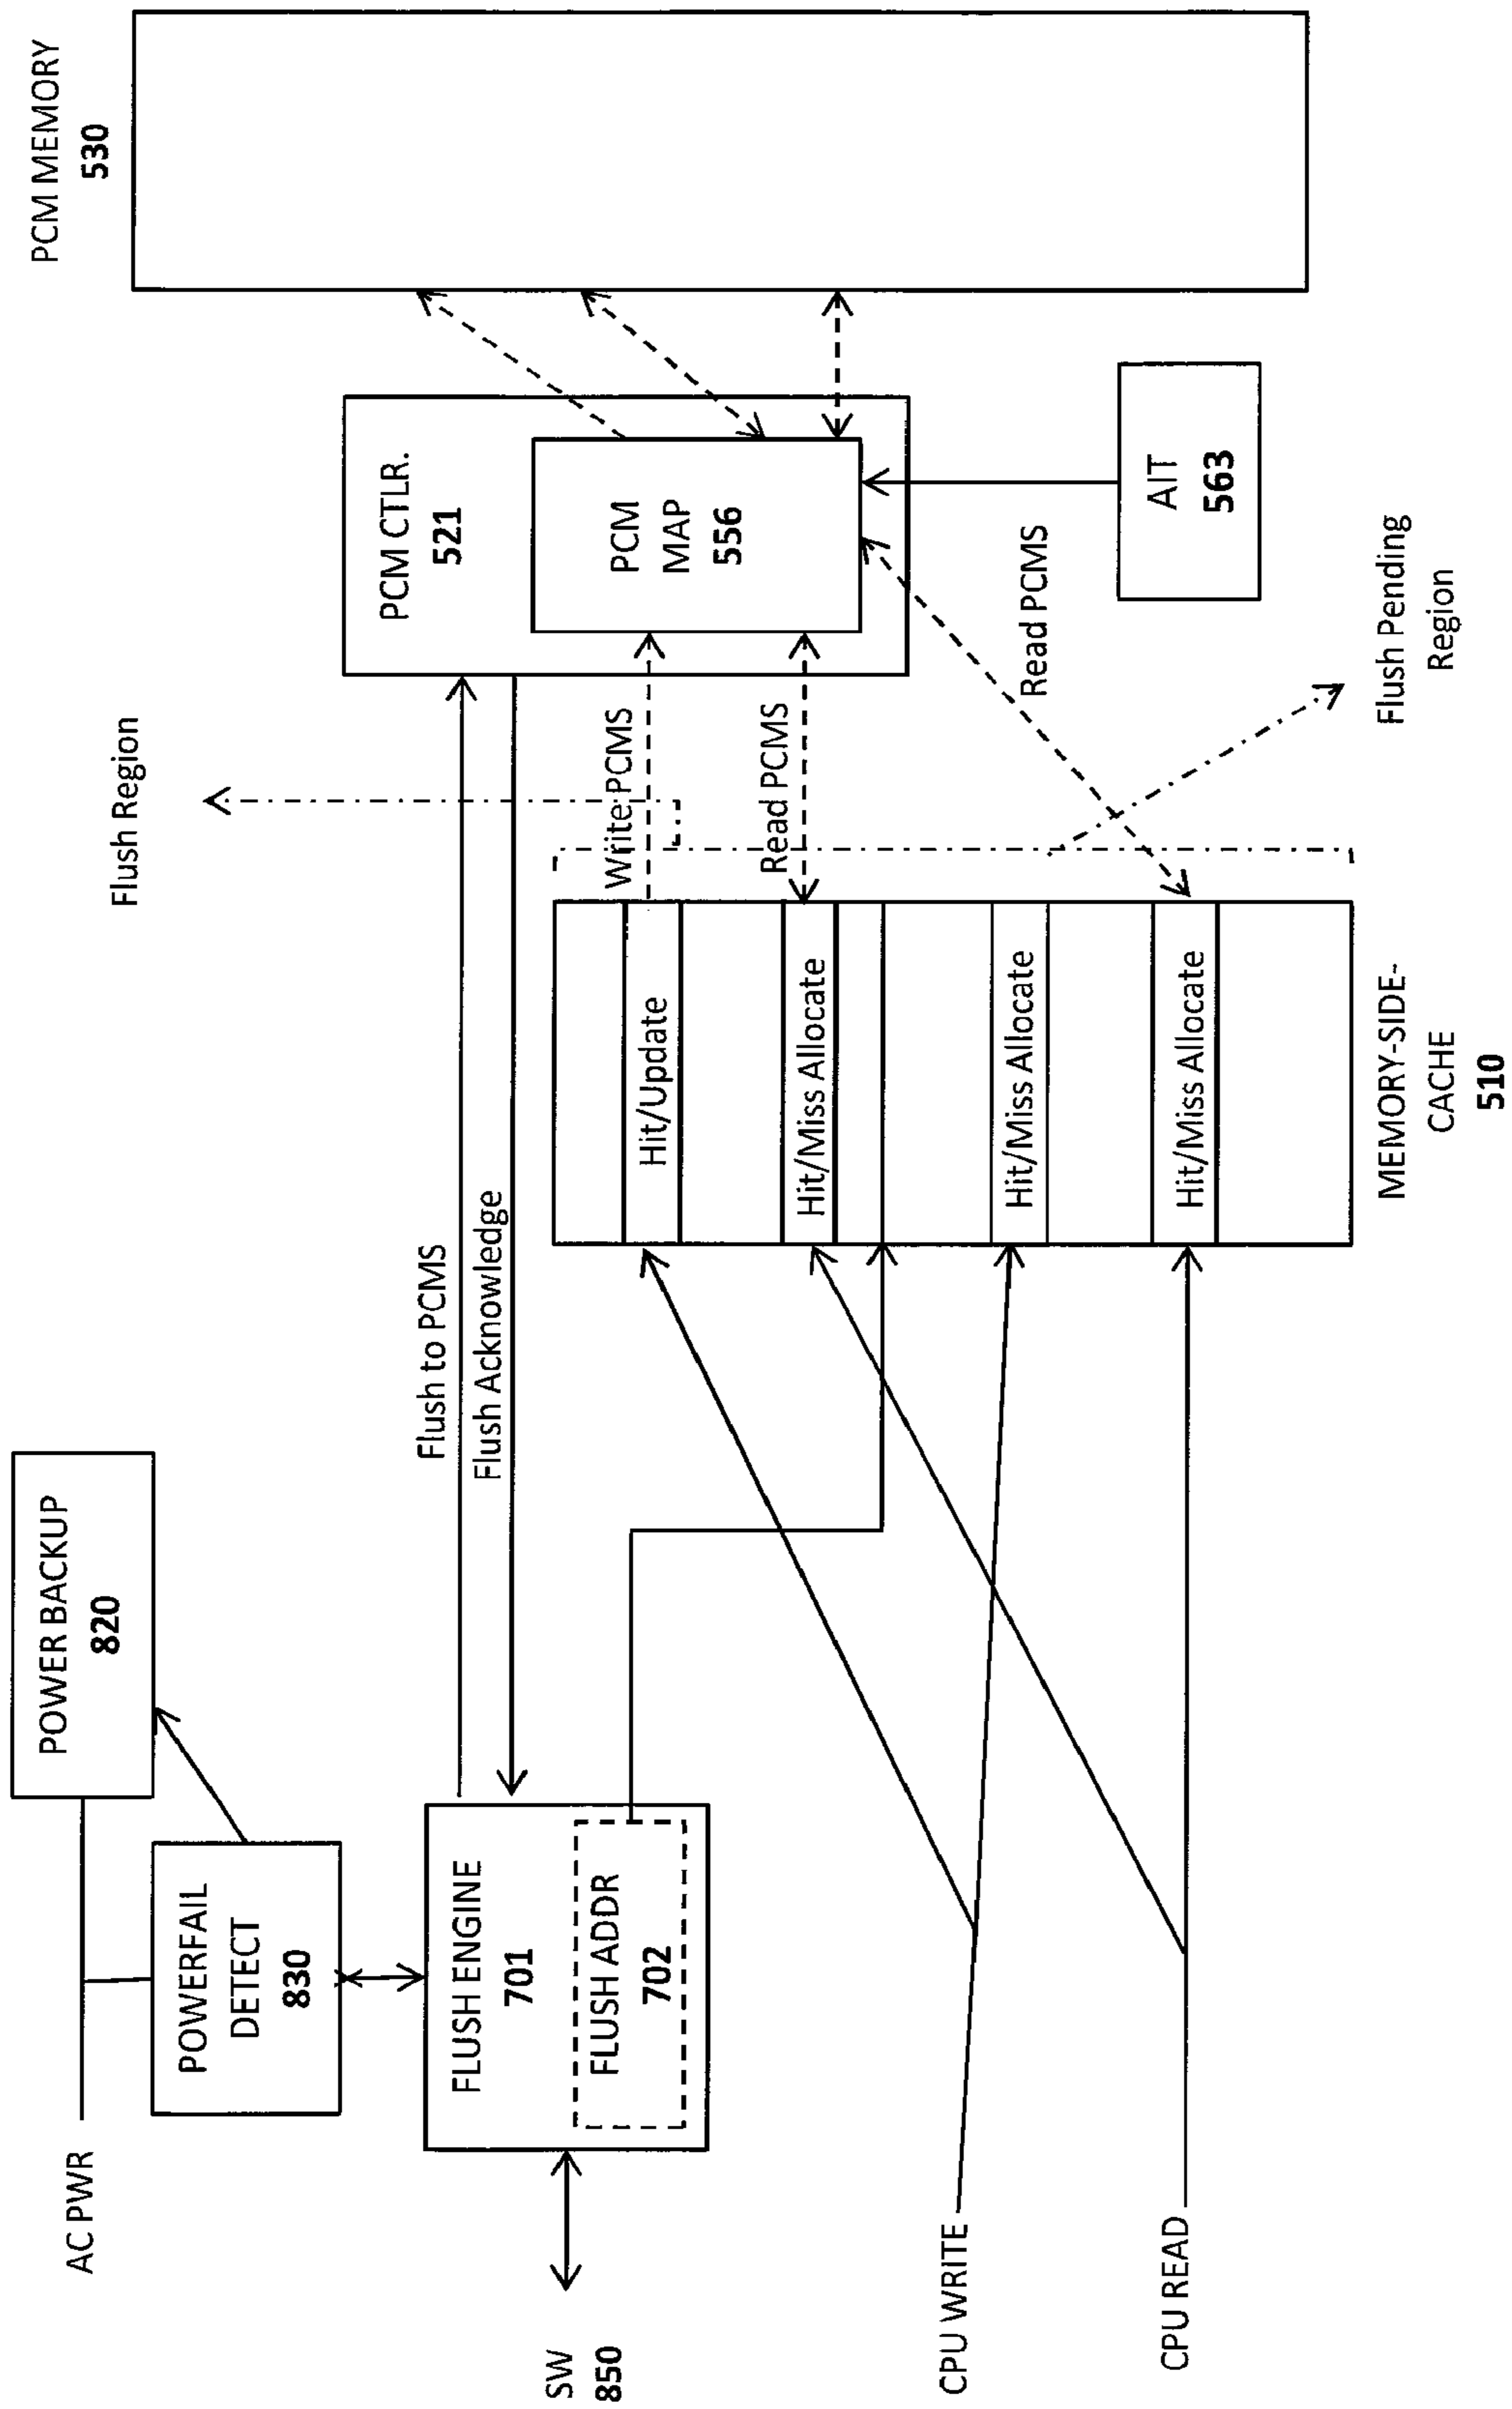 AC PWR
POWER BACKUP
820
POWERFAIL
DETECT
830
SW
850
FLUSH ENGINE
701
FLUSH ADDR
702
Flush to PCMS
Flush Acknowledge
Flush Region
PCM CTLR.
521
PCM
MAP
556
PCM MEMORY
530
Write PCMS
Read PCMS
Read PCMS
AIT
563
Flush Pending
Region
Hit/Update
Hit/Miss Allocate
Hit/Miss Allocate
Hit/Miss Allocate
MEMORY-SIDE-
CACHE
510
CPU WRITE
CPU READ